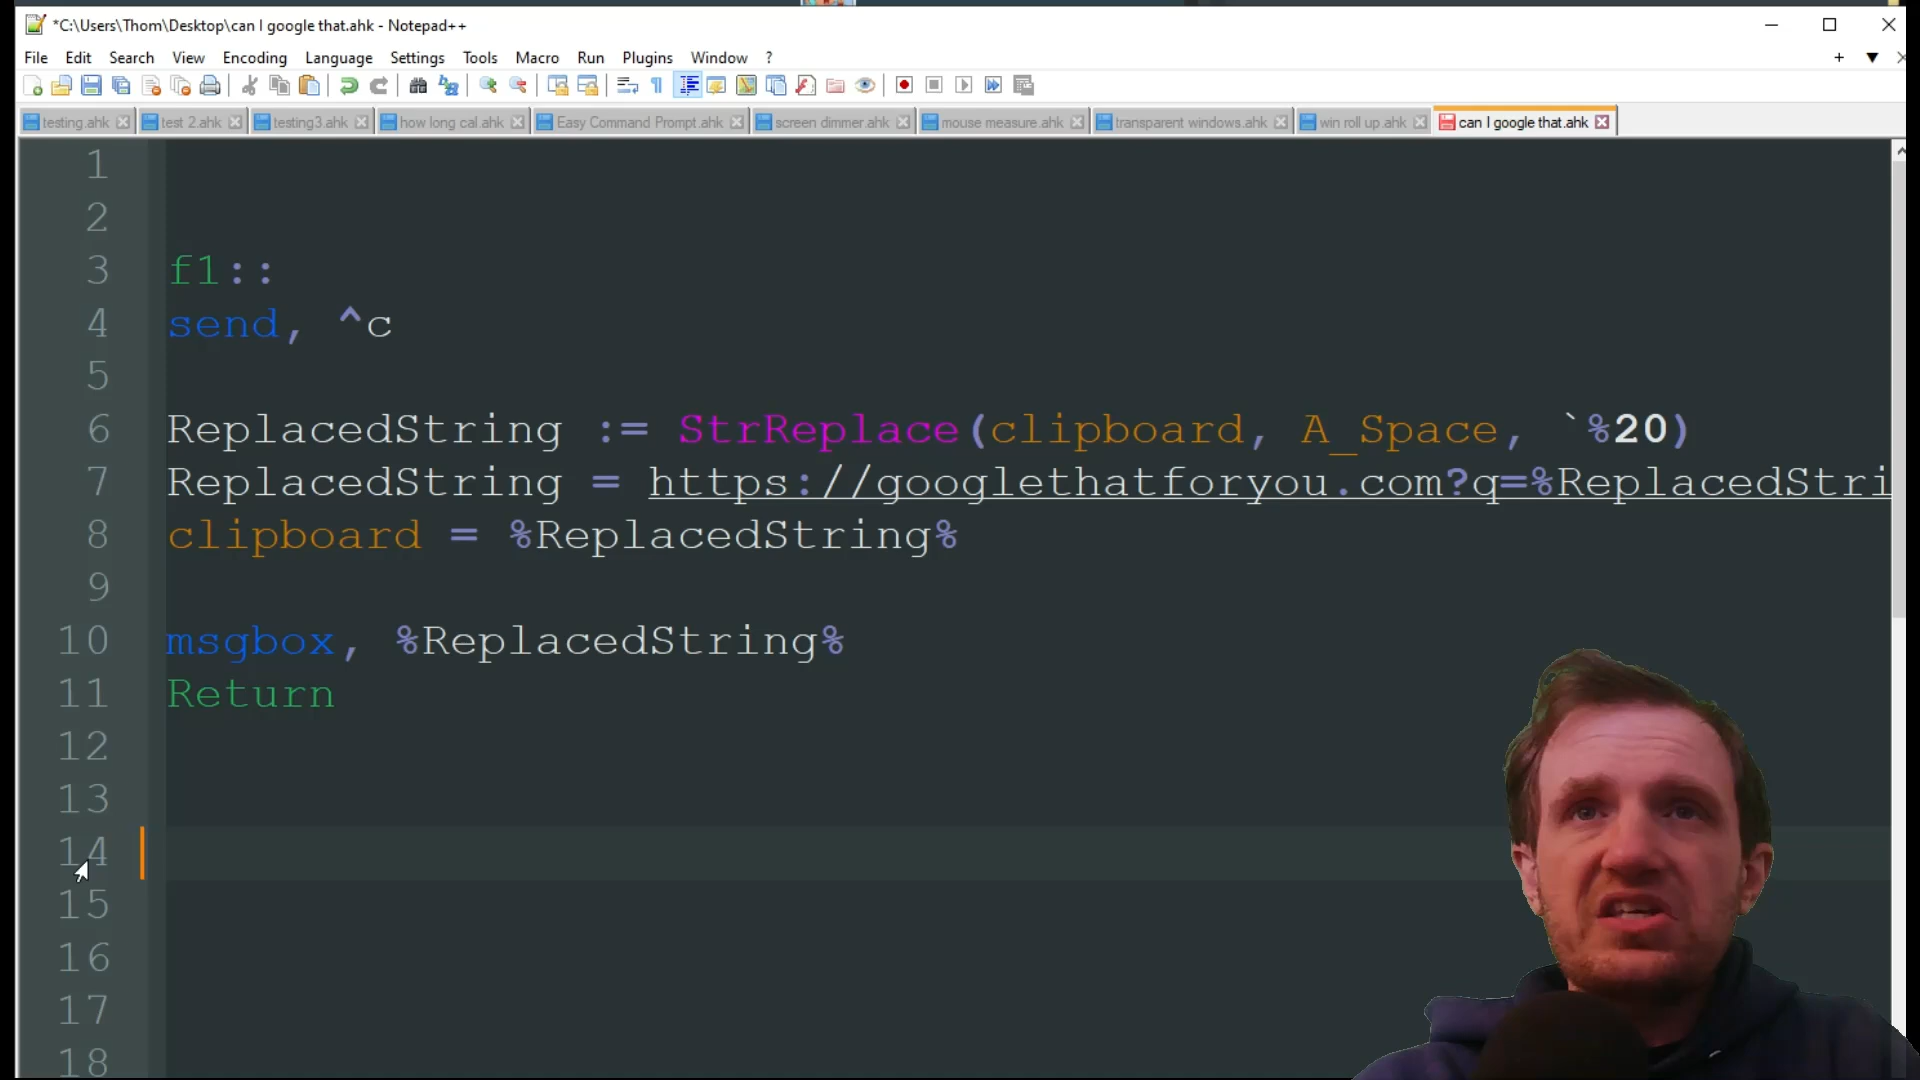 *C:\Users\Thom\Desktop\can I google that.ahk - Notepad++
File Edit Search View Encoding Language Settings Tools Macro Run Plugins Window ?
testing.ahk test 2.ahk testing3.ahk how long cal.ahk Easy Command Prompt.ahk screen dimmer.ahk mouse measure.ahk transparent windows.ahk win roll up.ahk can I google that.ahk
1
2
3 f1::
4 send, ^c
5
6 ReplacedString := StrReplace(clipboard, A_Space, `%20)
7 ReplacedString = https://googlethatforyou.com?q=%ReplacedStri
8 clipboard = %ReplacedString%
9
10 msgbox, %ReplacedString%
11 Return
12
13
14
15
16
17
18